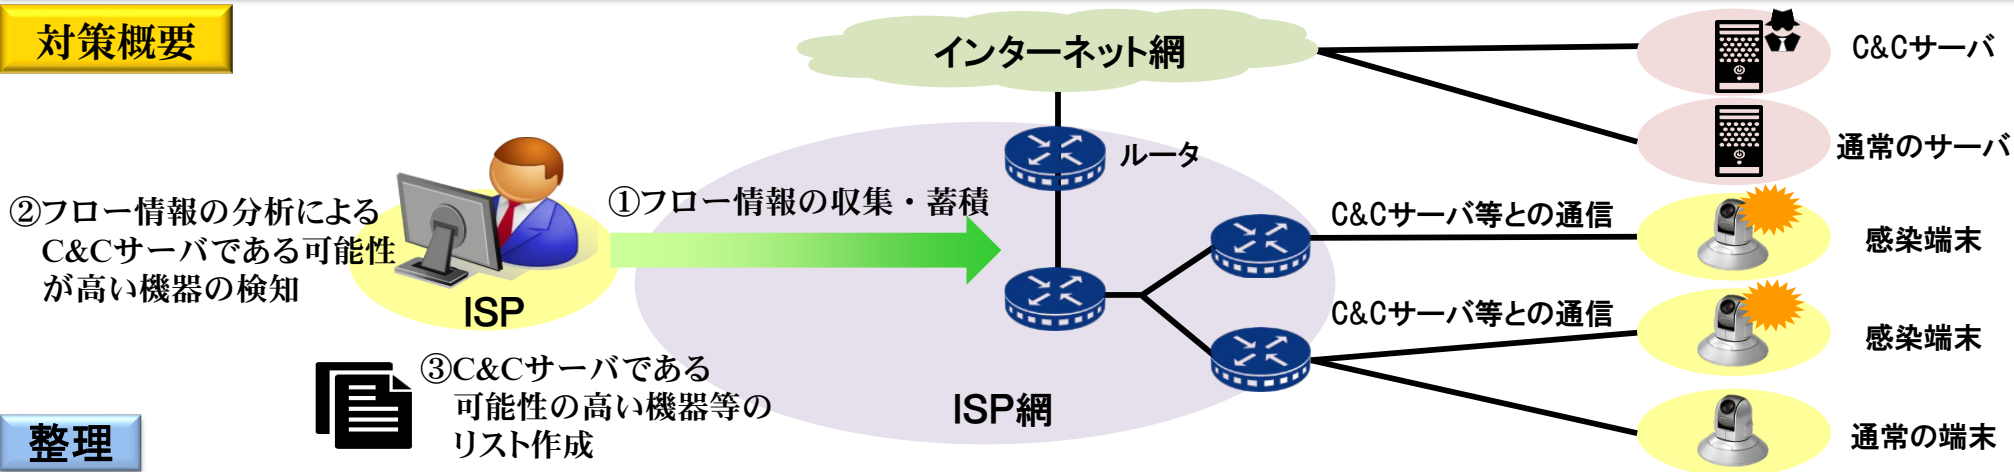 対策概要
インターネット網
C&Cサーバ
通常のサーバ
ルータ
①フロー情報の収集・蓄積
②フロー情報の分析による
C&Cサーバである可能性
が高い機器の検知
ISP
C&Cサーバ等との通信
感染端末
C&Cサーバ等との通信
感染端末
③C&Cサーバである
可能性の高い機器等の
リスト作成
ISP網
通常の端末
整理